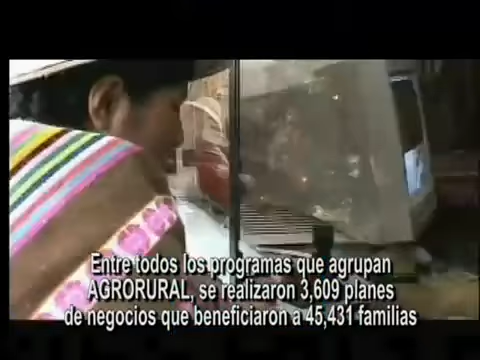 Entre todos los programas que agrupan
AGRORURAL, se realizaron 3,609 planes
de negocios que beneficiaron a 45,431 familias